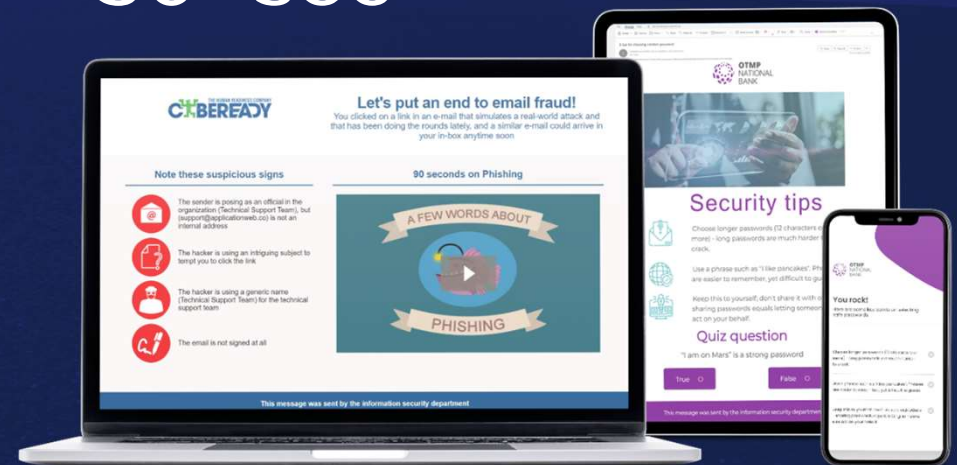 THE HUMAN READINESS COMPANY
CYBEREADY
Let's put an end to email fraud!
You clicked on a link in an e-mail that simulates a real-world attack and
that has been doing the rounds lately, and a similar e-mail could arrive in
your in-box anytime soon
Note these suspicious signs
The sender is posing as an official in the
organization (Technical Support Team), but
(support@applicationsweb.co) is not an
internal address
The hacker is using an intriguing subject to
tempt you to click the link
The hacker is using a generic name
(Technical Support Team) for the technical
support team
The email is not signed at all
90 seconds on Phishing
A FEW WORDS ABOUT
PHISHING
This message was sent by the information security department
OTMP
NATIONAL
BANK
Security tips
Choose longer passwords (12 characters
more) - long passwords are much harder
crack.
Use a phrase such as "I like pancakes".
are easier to remember, yet difficult to
Keep this to yourself, don't share it with
sharing passwords equals letting
act on your behalf.
Quiz question
"I am on Mars" is a strong password
True
False
This message was sent by the information security department
OTMP
NATIONAL
BANK
You rock!